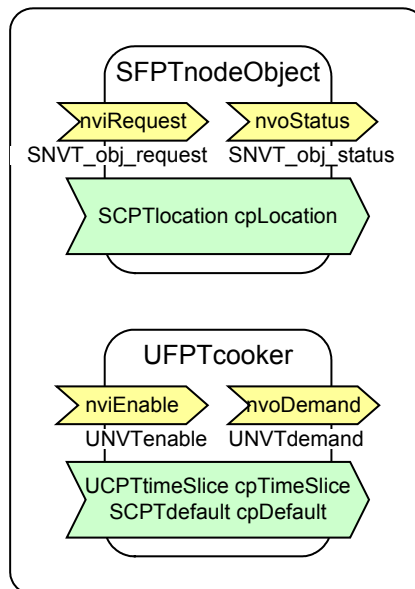 SFPTnodeObject
nviRequest nvoStatus
SNVT_obj_request SNVT_obj_status
SCPTlocation cpLocation
UFPTcooker
nviEnable nvoDemand
UNVTenable UNVTdemand
UCPTtimeSlice cpTimeSlice
SCPTdefault cpDefault